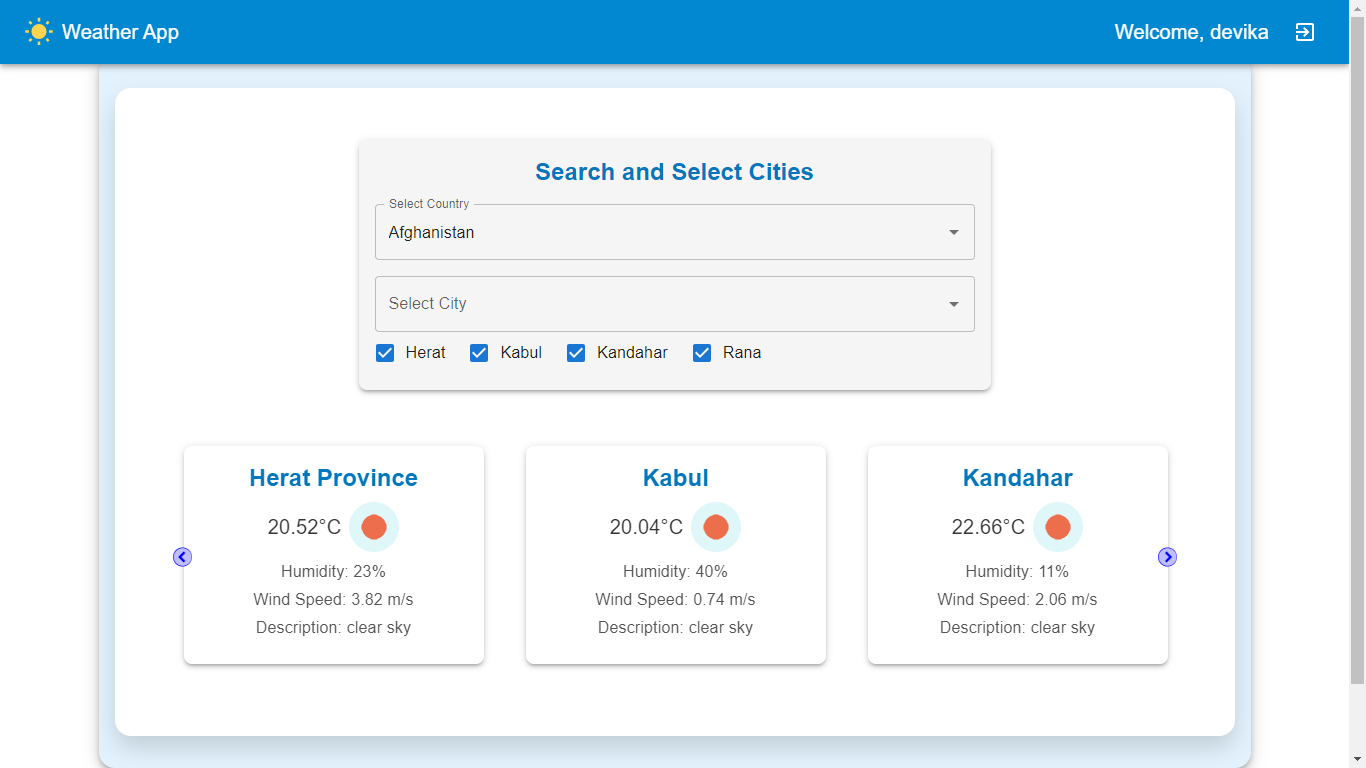 Weather App
Welcome, devika
Search and Select Cities
Select Country
Afghanistan
Select City
Herat Kabul Kandahar Rana
Herat Province
20.52°C
Humidity: 23%
Wind Speed: 3.82 m/s
Description: clear sky
Kabul
20.04°C
Humidity: 40%
Wind Speed: 0.74 m/s
Description: clear sky
Kandahar
22.66°C
Humidity: 11%
Wind Speed: 2.06 m/s
Description: clear sky